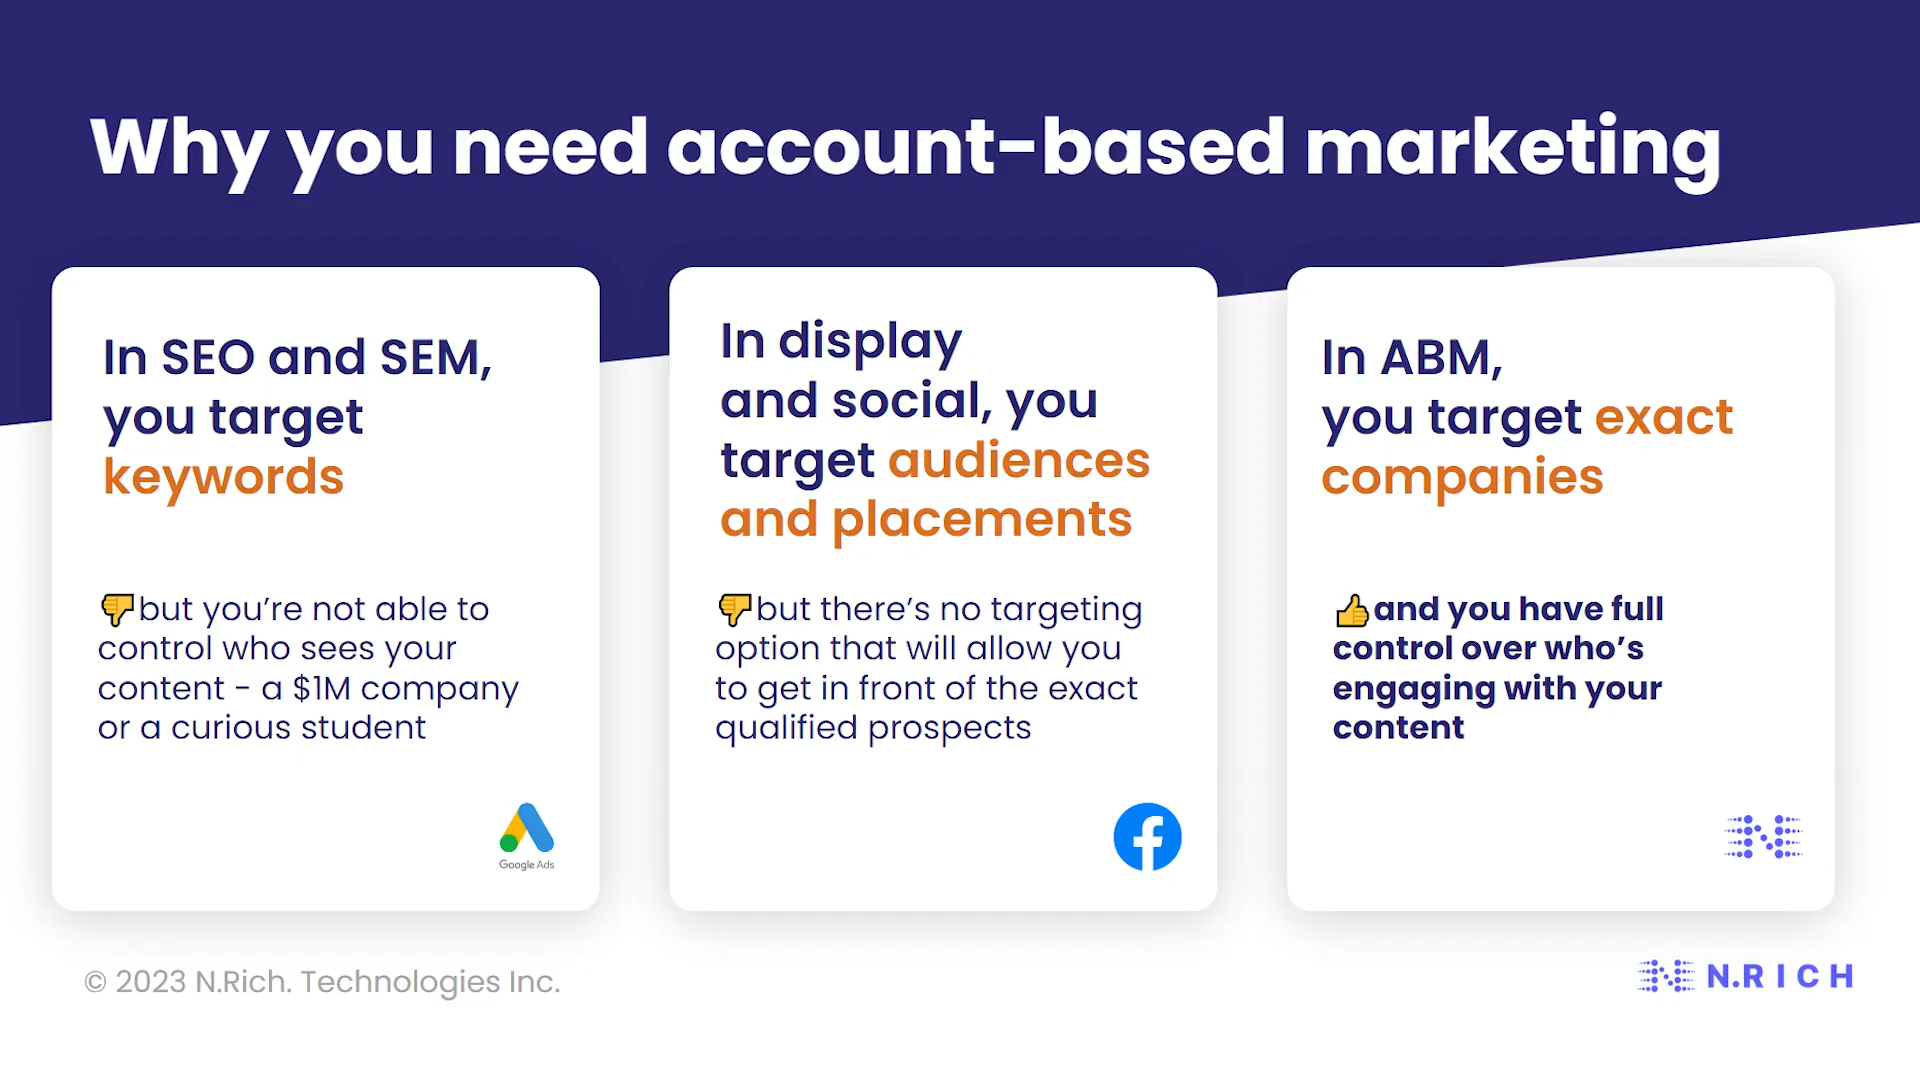 Why you need account-based marketing
In SEO and SEM,
you target
keywords
👎but you’re not able to
control who sees your
content - a $1M company
or a curious student
Google Ads
In display
and social, you
target audiences
and placements
👎but there’s no targeting
option that will allow you
to get in front of the exact
qualified prospects
In ABM,
you target exact
companies
👍and you have full
control over who’s
engaging with your
content
© 2023 N.Rich. Technologies Inc.
N.RICH